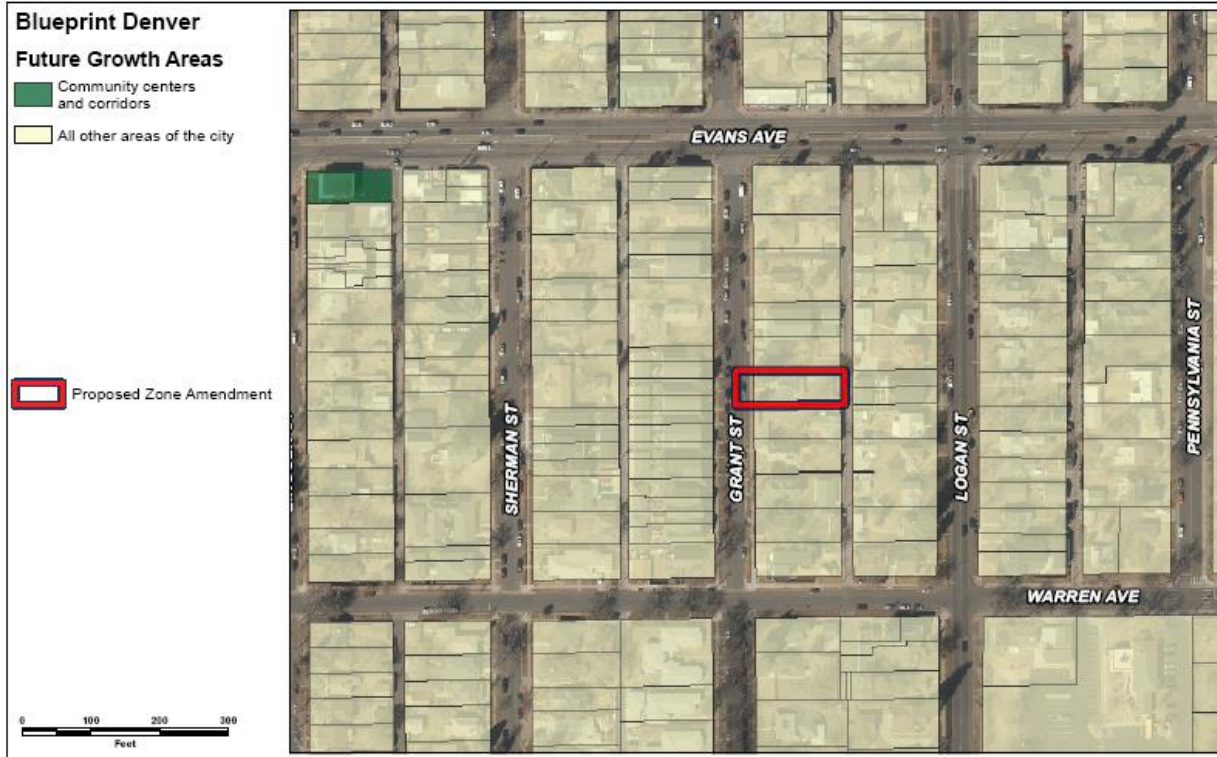 Blueprint Denver
Future Growth Areas
Community centers
and corridors
All other areas of the city
Proposed Zone Amendment
0 100 200 300
Feet
EVANS AVE
SHERMAN ST
GRANT ST
LOGAN ST
PENNSYLVANIA ST
WARREN AVE